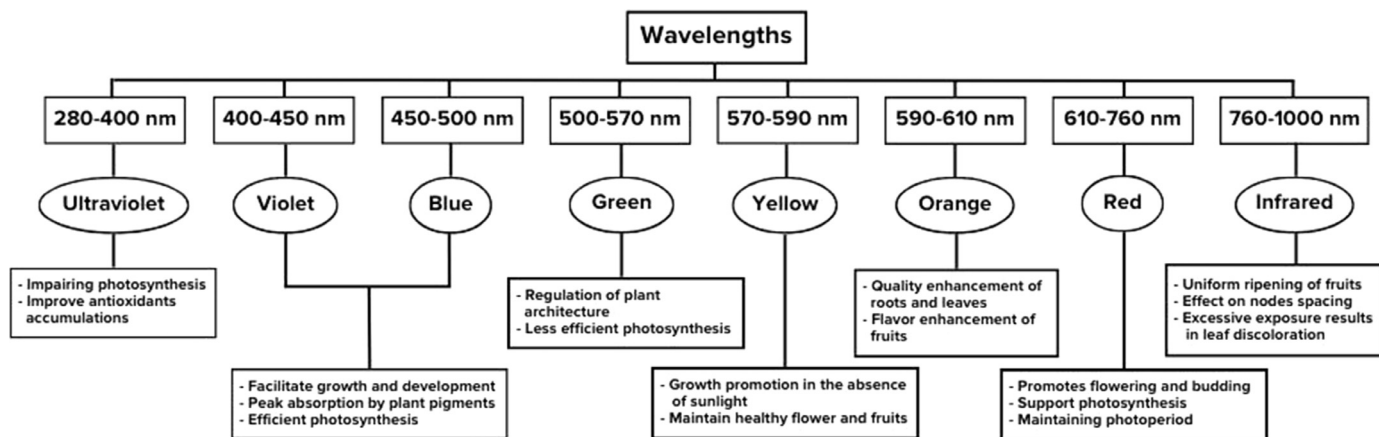 Wavelengths
280-400 nm
400-450 nm
450-500 nm
500-570 nm
570-590 nm
590-610 nm
610-760 nm
760-1000 nm
Ultraviolet
Violet
Blue
Green
Yellow
Orange
Red
Infrared
- Impairing photosynthesis
- Improve antioxidants
accumulations
- Facilitate growth and development
- Peak absorption by plant pigments
- Efficient photosynthesis
- Regulation of plant
architecture
- Less efficient photosynthesis
- Growth promotion in the absence
of sunlight
- Maintain healthy flower and fruits
- Quality enhancement of
roots and leaves
- Flavor enhancement of
fruits
- Promotes flowering and budding
- Support photosynthesis
- Maintaining photoperiod
- Uniform ripening of fruits
- Effect on nodes spacing
- Excessive exposure results
in leaf discoloration